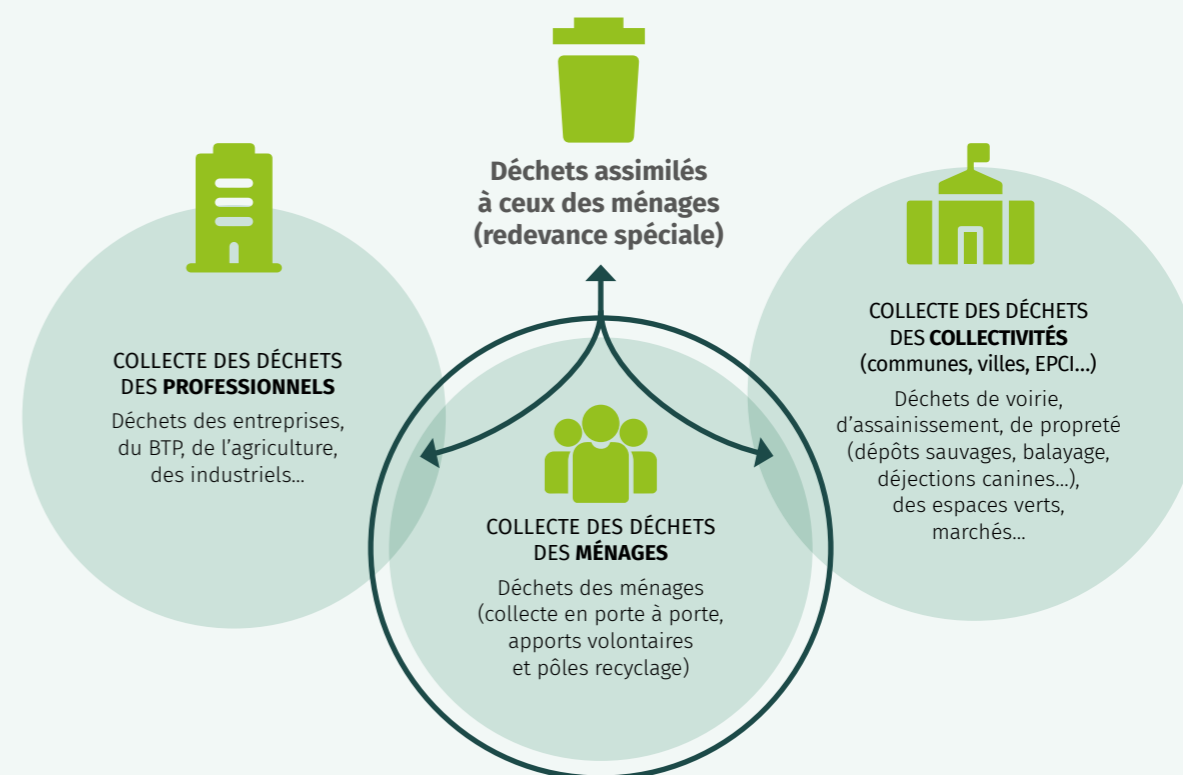 Déchets assimilés
à ceux des ménages
(redevance spéciale)
COLLECTE DES DÉCHETS
DES PROFESSIONNELS
Déchets des entreprises,
du BTP, de l’agriculture,
des industriels…
COLLECTE DES DÉCHETS
DES MÉNAGES
Déchets des ménages
(collecte en porte à porte,
apports volontaires
et pôles recyclage)
COLLECTE DES DÉCHETS
DES COLLECTIVITÉS
(communes, villes, EPCI…)
Déchets de voirie,
d’assainissement, de propreté
(dépôts sauvages, balayage,
déjections canines…),
des espaces verts,
marchés…